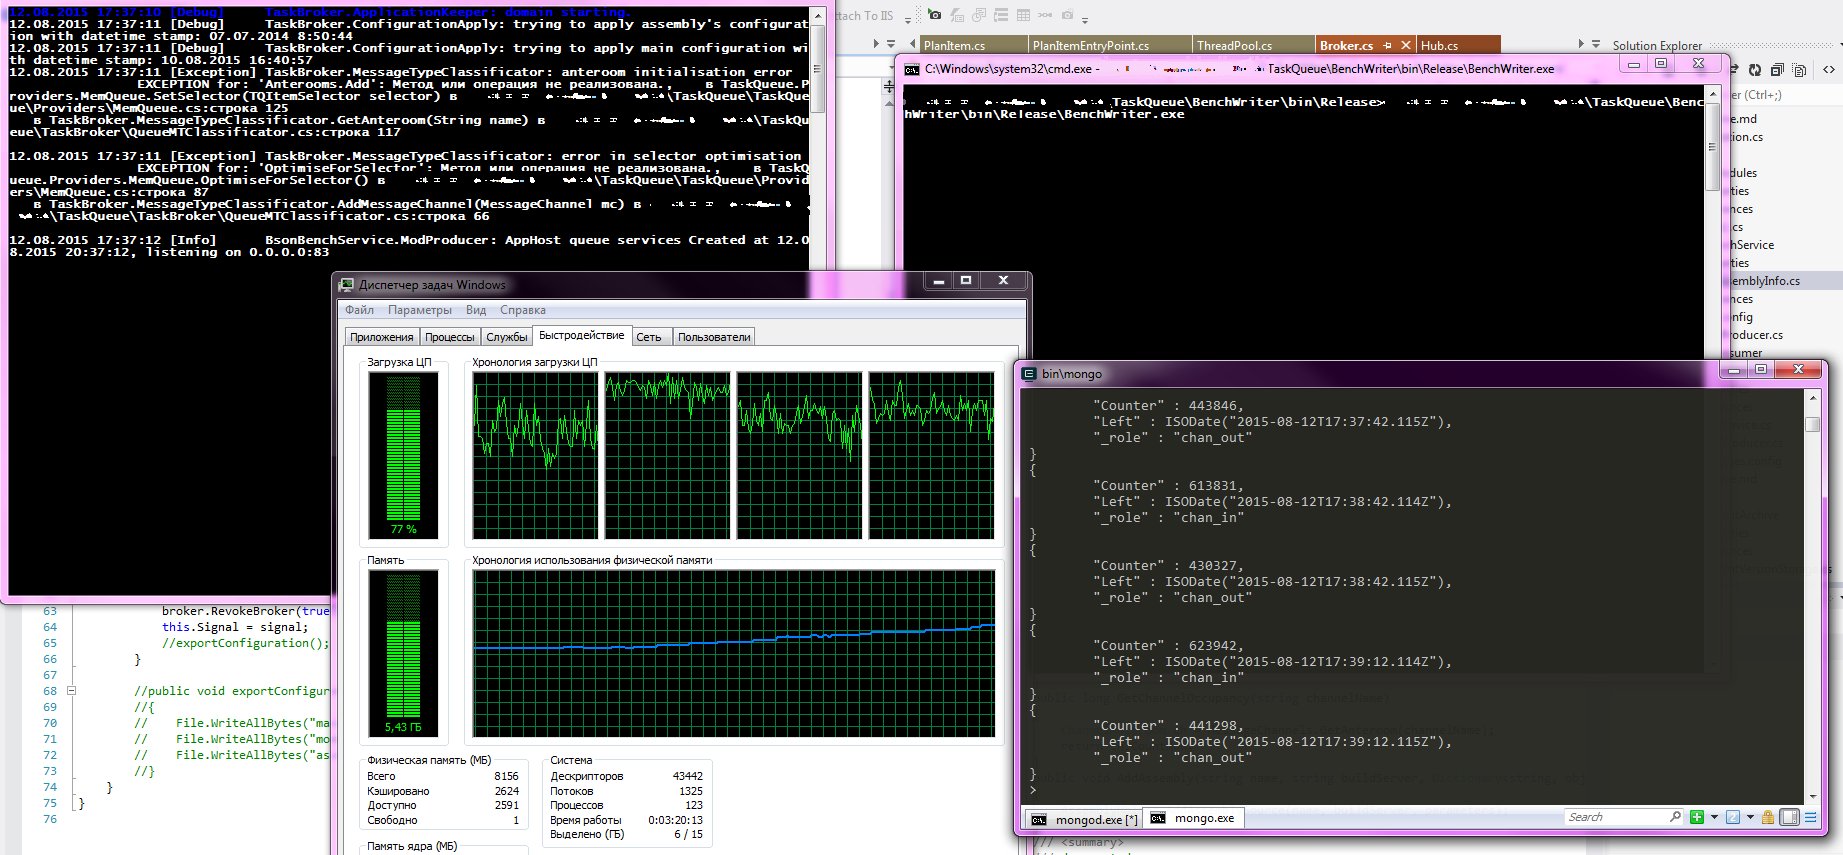 12.08.2015 17:37:10 [Debug] TaskBroker.ApplicationKeeper: domain starting.
12.08.2015 17:37:11 [Debug] TaskBroker.ConfigurationApply: trying to apply assembly's configurat
ion with datetime stamp: 07.07.2014 8:50:44
12.08.2015 17:37:11 [Debug] TaskBroker.ConfigurationApply: trying to apply main configuration wi
th datetime stamp: 10.08.2015 16:40:57
12.08.2015 17:37:11 [Exception] TaskBroker.MessageTypeClassificator: anteroom initialisation error
EXCEPTION for: 'Anterooms.Add': Метод или операция не реализована., в TaskQueue.P
roviders.MemQueue.SetSelector(TQItemSelector selector) в \TaskQueue\TaskQue
ue\Providers\MemQueue.cs:строка 125
в TaskBroker.MessageTypeClassificator.GetAnteroom(String name) в \TaskQu
eue\TaskBroker\QueueMTClassificator.cs:строка 117
12.08.2015 17:37:11 [Exception] TaskBroker.MessageTypeClassificator: error in selector optimisation
EXCEPTION for: 'OptimiseForSelector': Метод или операция не реализована., в TaskQ
ueue.Providers.MemQueue.OptimiseForSelector() в \TaskQueue\TaskQueue\Provid
ers\MemQueue.cs:строка 87
в TaskBroker.MessageTypeClassificator.AddMessageChannel(MessageChannel mc) в
\TaskQueue\TaskBroker\QueueMTClassificator.cs:строка 66
12.08.2015 17:37:12 [Info] BsonBenchService.ModProducer: AppHost queue services Created at 12.0
8.2015 20:37:12, listening on 0.0.0.0:83
ttach To IIS
PlanItem.cs PlanItemEntryPoint.cs ThreadPool.cs Broker.cs Hub.cs
Solution Explorer
C:\Windows\system32\cmd.exe - TaskQueue\BenchWriter\bin\Release\BenchWriter.exe
TaskQueue\BenchWriter\bin\Release> \TaskQueue\Benc
hWriter\bin\Release\BenchWriter.exe
er (Ctrl+;)
e.md
tion.cs
dules
ties
nces
.cs
hService
ties
emblyInfo.cs
nces
nfig
oducer.cs
sumer
Диспетчер задач Windows
Файл Параметры Вид Справка
Приложения Процессы Службы Быстродействие Сеть Пользователи
Загрузка ЦП
77 %
Хронология загрузки ЦП
Память
5,43 ГБ
Хронология использования физической памяти
Физическая память (МБ)
Всего 8156
Кэшировано 2624
Доступно 2591
Свободно 1
Система
Дескрипторов 43442
Потоков 1325
Процессов 123
Время работы 0:03:20:13
Выделено (ГБ) 6 / 15
Память ядра (МБ)
63 broker.RevokeBroker(true
64 this.Signal = signal;
65 //exportConfiguration();
66 }
67
68 //public void exportConfigur
69 //{
70 // File.WriteAllBytes("ma
71 // File.WriteAllBytes("mo
72 // File.WriteAllBytes("as
73 //}
74 }
75 }
76
bin\mongo
"Counter" : 443846,
"Left" : ISODate("2015-08-12T17:37:42.115Z"),
"_role" : "chan_out"
}
{
"Counter" : 613831,
"Left" : ISODate("2015-08-12T17:38:42.114Z"),
"_role" : "chan_in"
}
{
"Counter" : 430327,
"Left" : ISODate("2015-08-12T17:38:42.115Z"),
"_role" : "chan_out"
}
{
"Counter" : 623942,
"Left" : ISODate("2015-08-12T17:39:12.114Z"),
"_role" : "chan_in"
}
{
"Counter" : 441298,
"Left" : ISODate("2015-08-12T17:39:12.115Z"),
"_role" : "chan_out"
}
>
mongod.exe [*] mongo.exe
Search
/// <summary>